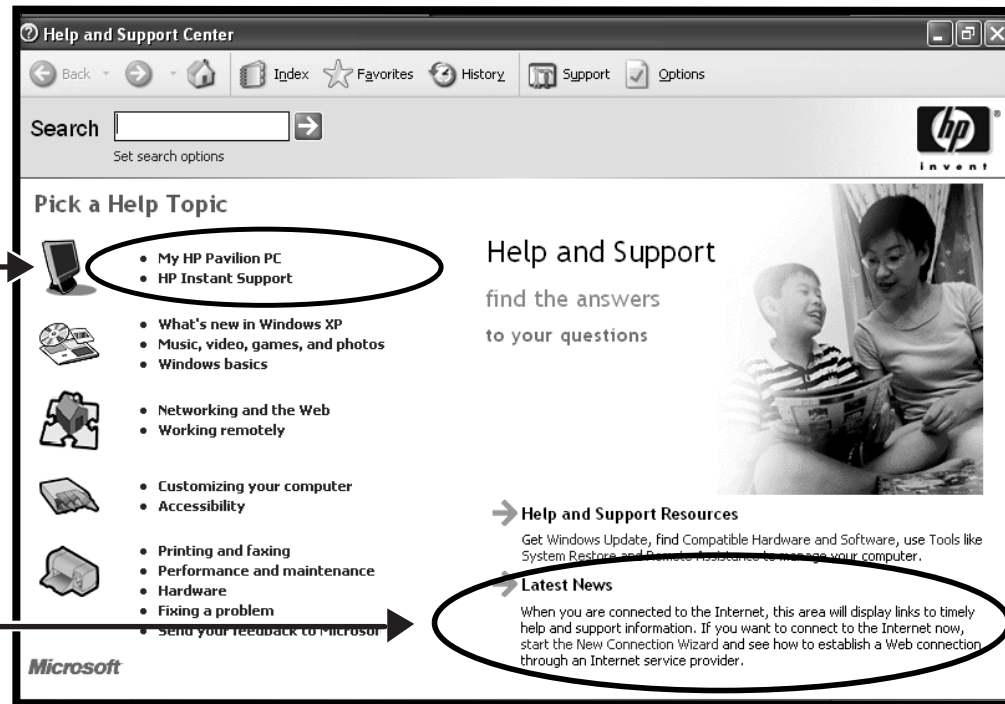 Help and Support Center
Back
Index
Favorites
History
Support
Options
Search
Set search options
hp
®
invent
Pick a Help Topic
• My HP Pavilion PC
• HP Instant Support
• What's new in Windows XP
• Music, video, games, and photos
• Windows basics
• Networking and the Web
• Working remotely
• Customizing your computer
• Accessibility
• Printing and faxing
• Performance and maintenance
• Hardware
• Fixing a problem
• Send your feedback to Microsof
Microsoft
Help and Support
find the answers
to your questions
Help and Support Resources
Get Windows Update, find Compatible Hardware and Software, use Tools like
System Restore and Remote Assistance to manage your computer.
Latest News
When you are connected to the Internet, this area will display links to timely
help and support information. If you want to connect to the Internet now,
start the New Connection Wizard and see how to establish a Web connection
through an Internet service provider.